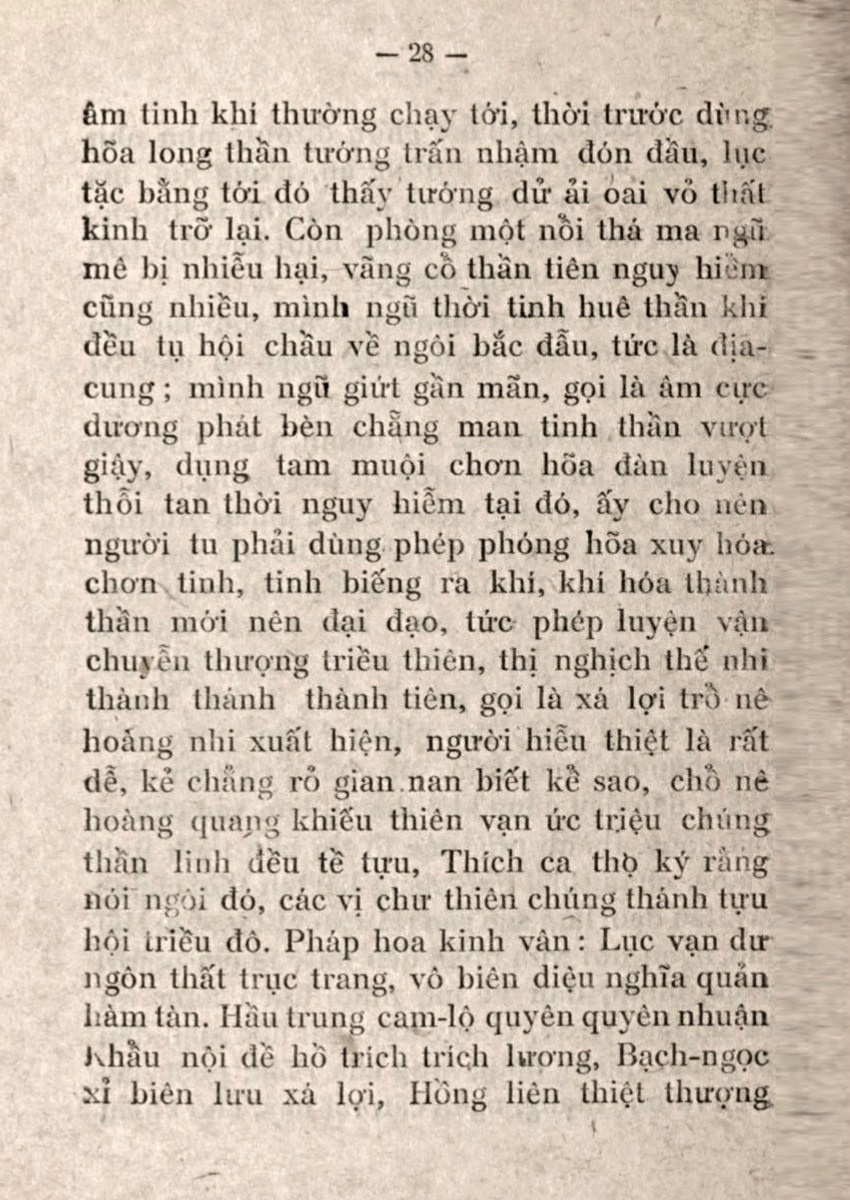 — 28 —
âm tinh khí thường chạy tới, thời trước dùng
hõa long thần tướng trấn nhậm đón đầu, lục
tặc bằng tới đó thấy tướng dử ải oai vỏ thất
kinh trỡ lại. Còn phòng một nồi thá ma ngũ
mê bị nhiễu hại, vãng cồ thần tiên nguy hiểm
cũng nhiều, mình ngũ thời tinh huê thần khí
đều tụ hội chầu về ngôi bắc đẫu, tức là địa-
cung ; mình ngũ giứt gần mãn, gọi là âm cực
dương phát bèn chẵng man tinh thần vượt
giậy, dụng tam muội chơn hõa đàn luyện
thỗi tan thời nguy hiễm tại đó, ấy cho nên
người tu phải dùng phép phóng hõa xuy hóa
chơn tinh, tinh biếng ra khí, khí hóa thành
thần mới nên đại đạo, tức phép luyện vận
chuyễn thượng triều thiên, thị nghịch thế nhi
thành thánh thành tiên, gọi là xá lợi trồ nê
hoáng nhi xuất hiện, người hiễu thiệt là rất
dễ, kẻ chẳng rỏ gian nan biết kề sao, chồ nê
hoàng quang khiếu thiên vạn ức triệu chúng
thần linh đều tề tựu, Thích ca thọ ký rằng
nói ngôi đó, các vị chư thiên chúng thánh tựu
hội triều đô. Pháp hoa kinh vân : Lục vạn dư
ngôn thất trục trang, vô biên diệu nghĩa quản
hàm tàn. Hầu trung cam-lộ quyên quyên nhuận
Khẩu nội đề hồ trích trích lương, Bạch-ngọc
xỉ biên lưu xá lợi, Hồng liên thiệt thượng